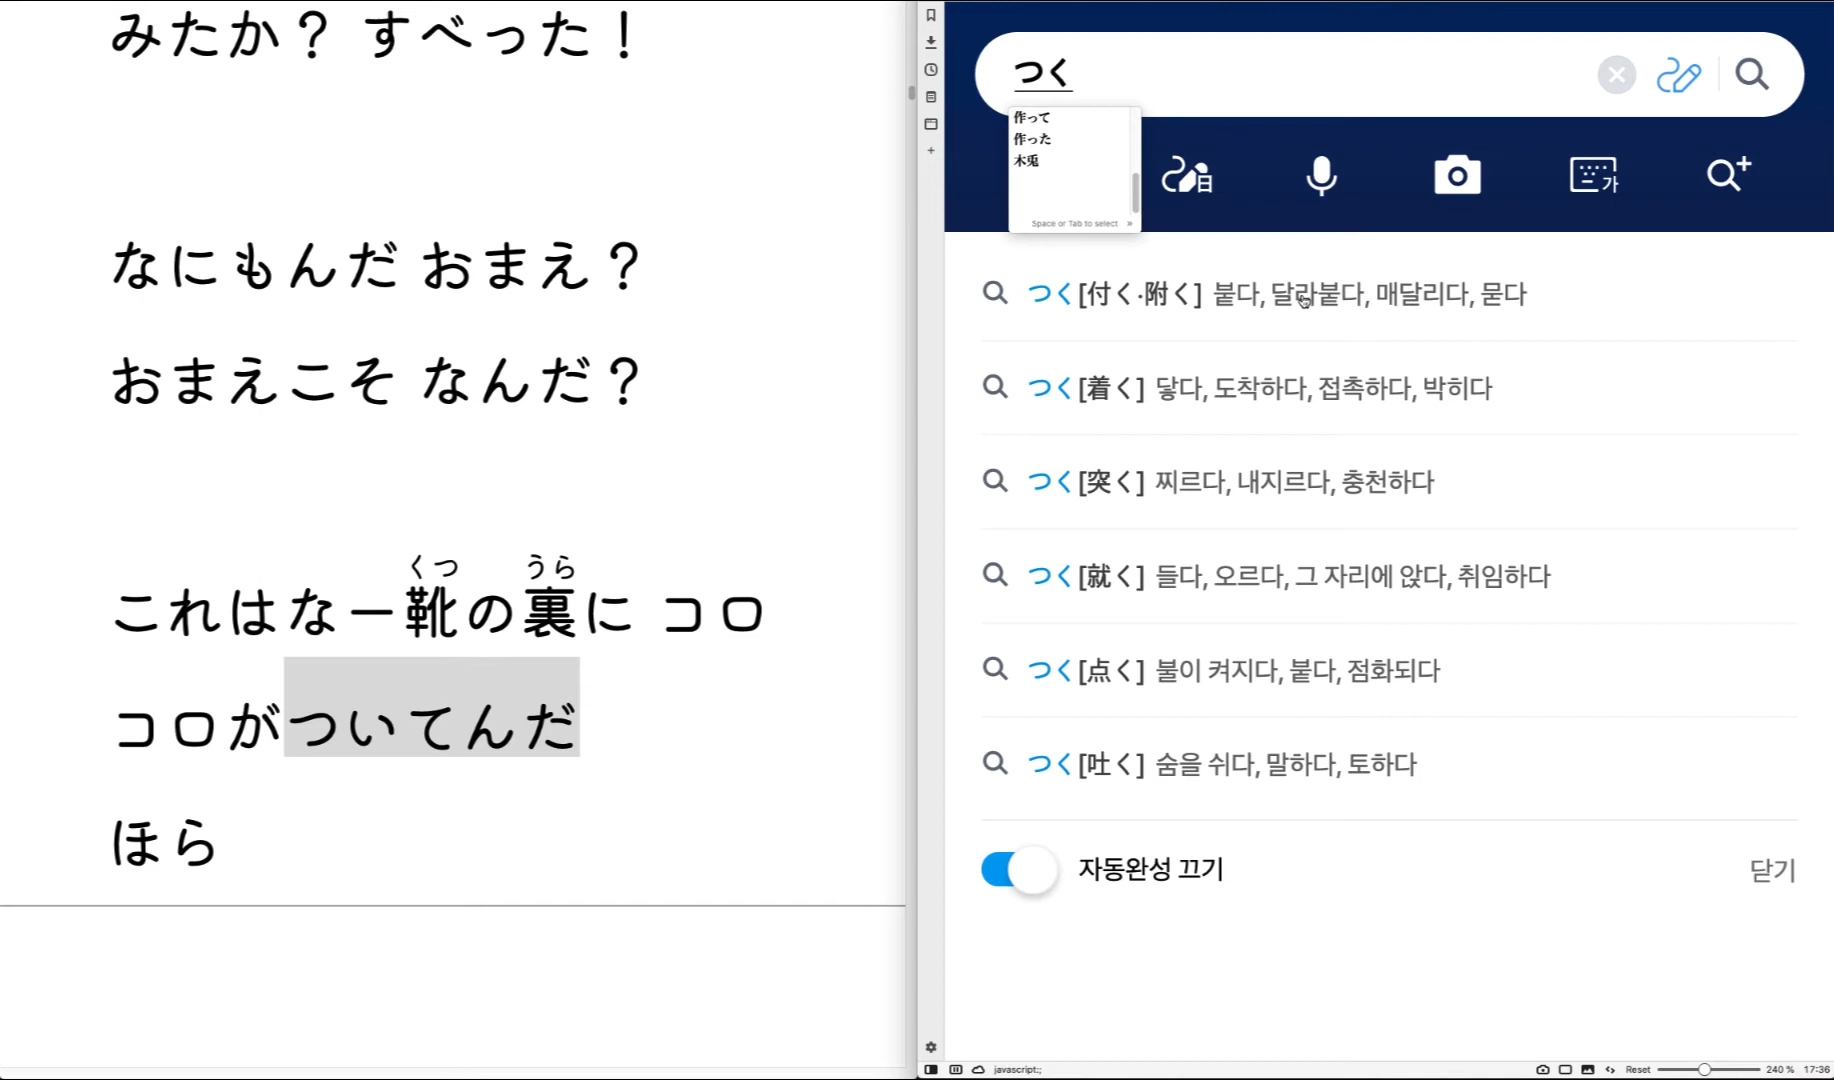 みたか？ すべった！
なにもんだ おまえ？
おまえこそ なんだ？
くつ うら
これはなー靴の裏に コロ
コロがついてんだ
ほら
つく
作って
作った
木兎
Space or Tab to select »
日
가
つく[付く·附く] 붙다, 달라붙다, 매달리다, 묻다
つく[着く] 닿다, 도착하다, 접촉하다, 박히다
つく[突く] 찌르다, 내지르다, 충천하다
つく[就く] 들다, 오르다, 그 자리에 앉다, 취임하다
つく[点く] 불이 켜지다, 붙다, 점화되다
つく[吐く] 숨을 쉬다, 말하다, 토하다
자동완성 끄기
닫기
javascript:;
Reset
240 %
17:36